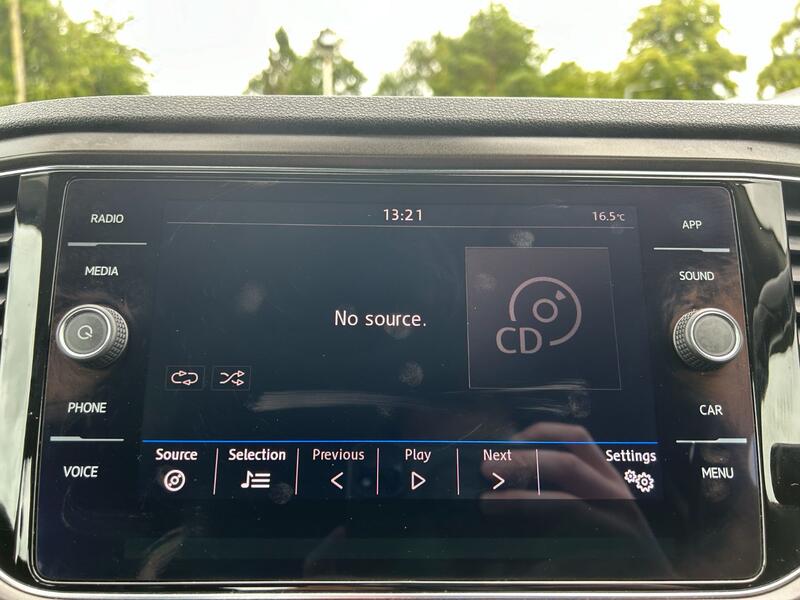 RADIO
MEDIA
PHONE
VOICE
13:21
16.5°C
No source.
CD
Source
Selection
Previous
Play
Next
Settings
APP
SOUND
CAR
MENU